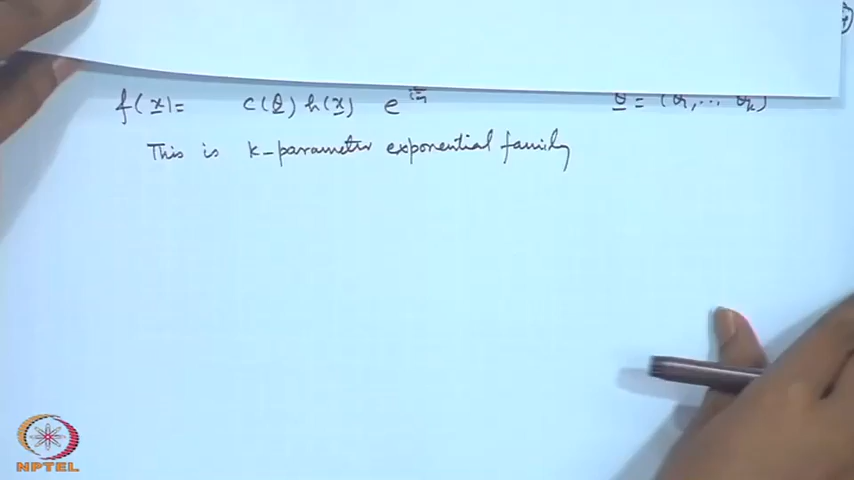 f(x) = c(θ) h(x) e θ = (θ1, ... θk)
This is k-parameter exponential family
NPTEL